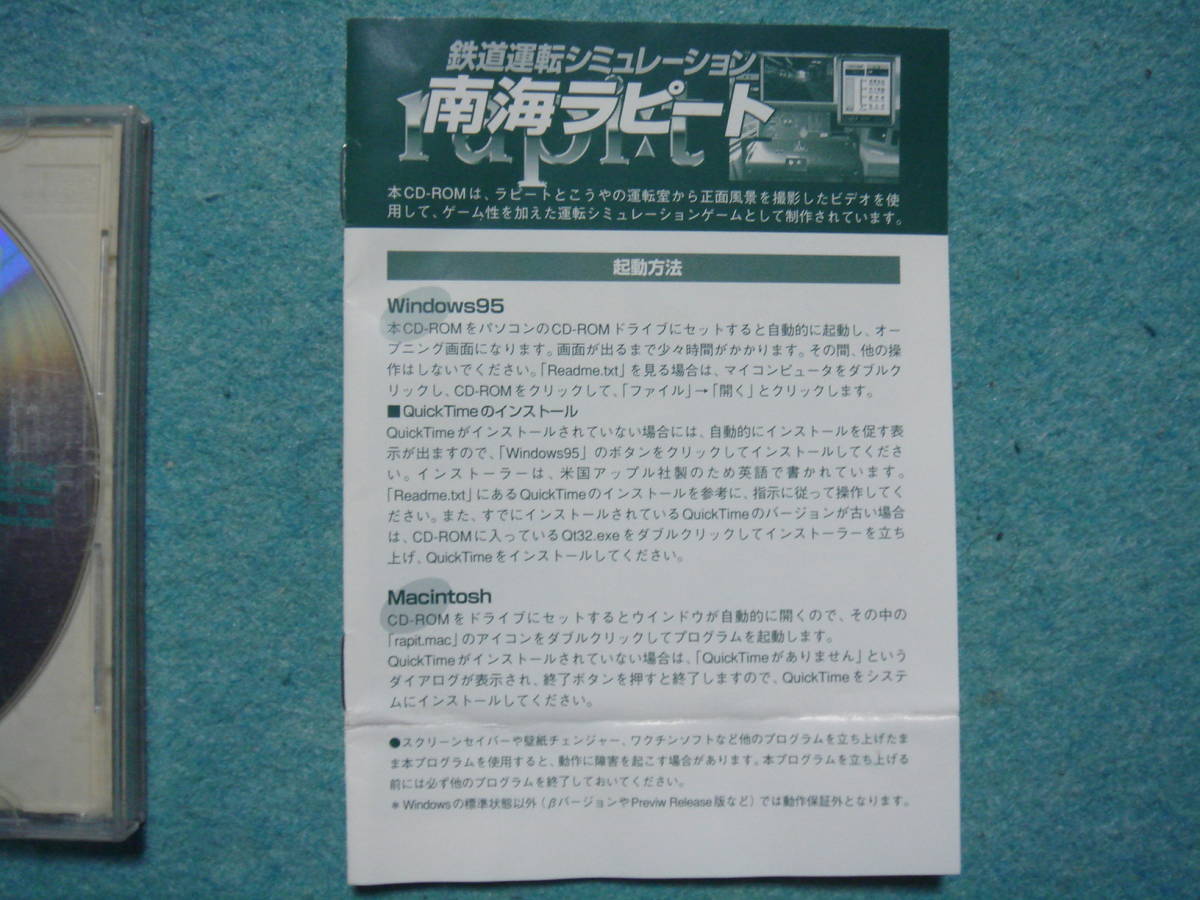 鉄道運転シミュレーション
南海ラピート
rapi:t
本CD-ROMは、ラピートとこうやの運転室から正面風景を撮影したビデオを使
用して、ゲーム性を加えた運転シミュレーションゲームとして制作されています。
起動方法
Windows95
本CD-ROMをパソコンのCD-ROMドライブにセットすると自動的に起動し、オー
プニング画面になります。画面が出るまで少々時間がかかります。その間、他の操
作はしないでください。「Readme.txt」を見る場合は、マイコンピュータをダブルク
リックし、CD-ROMをクリックして、「ファイル」→「開く」とクリックします。
■QuickTimeのインストール
QuickTimeがインストールされていない場合には、自動的にインストールを促す表
示が出ますので、「Windows95」のボタンをクリックしてインストールしてくださ
い。インストーラーは、米国アップル社製のため英語で書かれています。
「Readme.txt」にあるQuickTimeのインストールを参考に、指示に従って操作してく
ださい。また、すでにインストールされているQuickTimeのバージョンが古い場合
は、CD-ROMに入っているQt32.exeをダブルクリックしてインストーラーを立ち
上げ、QuickTimeをインストールしてください。
Macintosh
CD-ROMをドライブにセットするとウインドウが自動的に開くので、その中の
「rapit.mac」のアイコンをダブルクリックしてプログラムを起動します。
QuickTimeがインストールされていない場合は、「QuickTimeがありません」という
ダイアログが表示され、終了ボタンを押すと終了しますので、QuickTimeをシステ
ムにインストールしてください。
●スクリーンセイバーや壁紙チェンジャー、ワクチンソフトなど他のプログラムを立ち上げたま
ま本プログラムを使用すると、動作に障害を起こす場合があります。本プログラムを立ち上げる
前には必ず他のプログラムを終了しておいてください。
＊Windowsの標準状態以外（βバージョンやPreviw Release版など）では動作保証外となります。